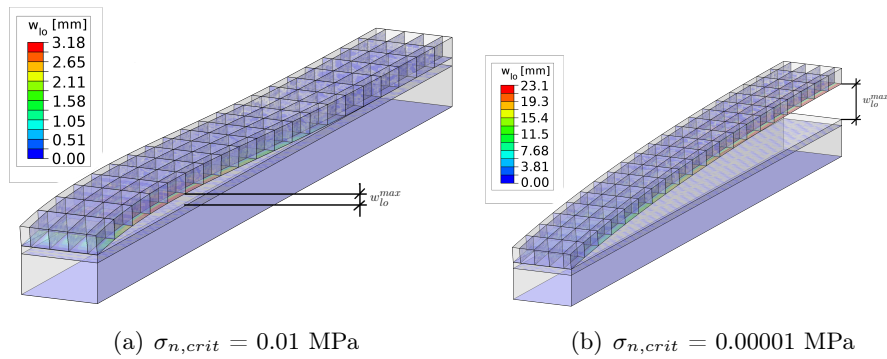 w_lo [mm]
3.18
2.65
2.11
1.58
1.05
0.51
0.00
w_lo^max
w_lo [mm]
23.1
19.3
15.4
11.5
7.68
3.81
0.00
w_lo^max
(a) σ_{n,crit} = 0.01 MPa
(b) σ_{n,crit} = 0.00001 MPa